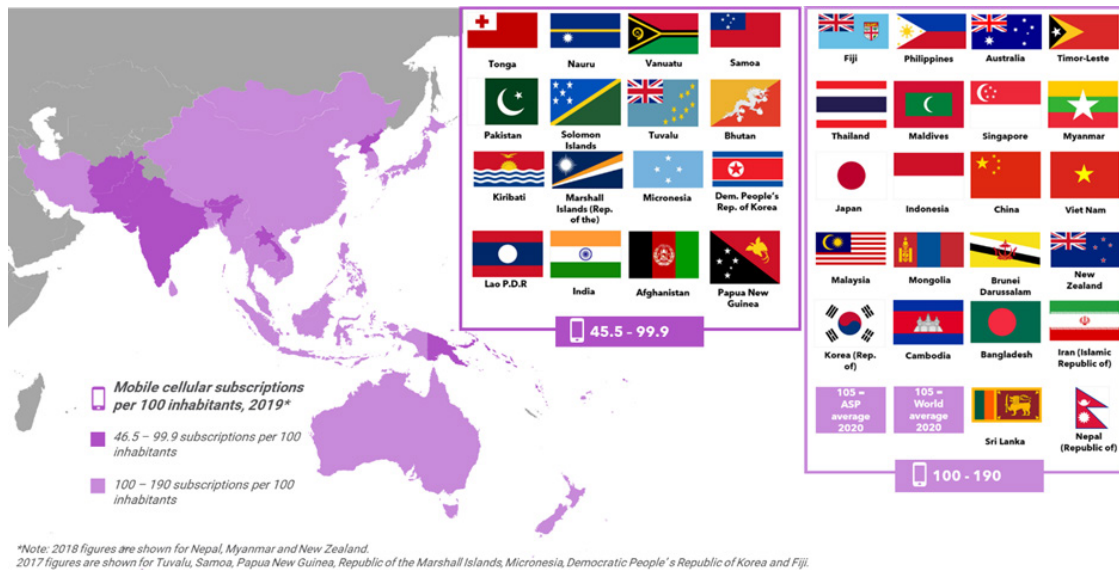 Tonga
Nauru
Vanuatu
Samoa
Pakistan
Solomon
Islands
Tuvalu
Bhutan
Kiribati
Marshall
Islands (Rep.
of the)
Micronesia
Dem. People's
Rep. of Korea
Lao P.D.R
India
Afghanistan
Papua New
Guinea
45.5 - 99.9
Fiji
Philippines
Australia
Timor-Leste
Thailand
Maldives
Singapore
Myanmar
Japan
Indonesia
China
Viet Nam
Malaysia
Mongolia
Brunei
Darussalam
New
Zealand
Korea (Rep.
of)
Cambodia
Bangladesh
Iran (Islamic
Republic of)
105 =
ASP
average
2020
105 =
World
average
2020
Sri Lanka
Nepal
(Republic of)
100 - 190
Mobile cellular subscriptions
per 100 inhabitants, 2019*
46.5 – 99.9 subscriptions per 100
inhabitants
100 – 190 subscriptions per 100
inhabitants
*Note: 2018 figures are shown for Nepal, Myanmar and New Zealand.
2017 figures are shown for Tuvalu, Samoa, Papua New Guinea, Republic of the Marshall Islands, Micronesia, Democratic People's Republic of Korea and Fiji.